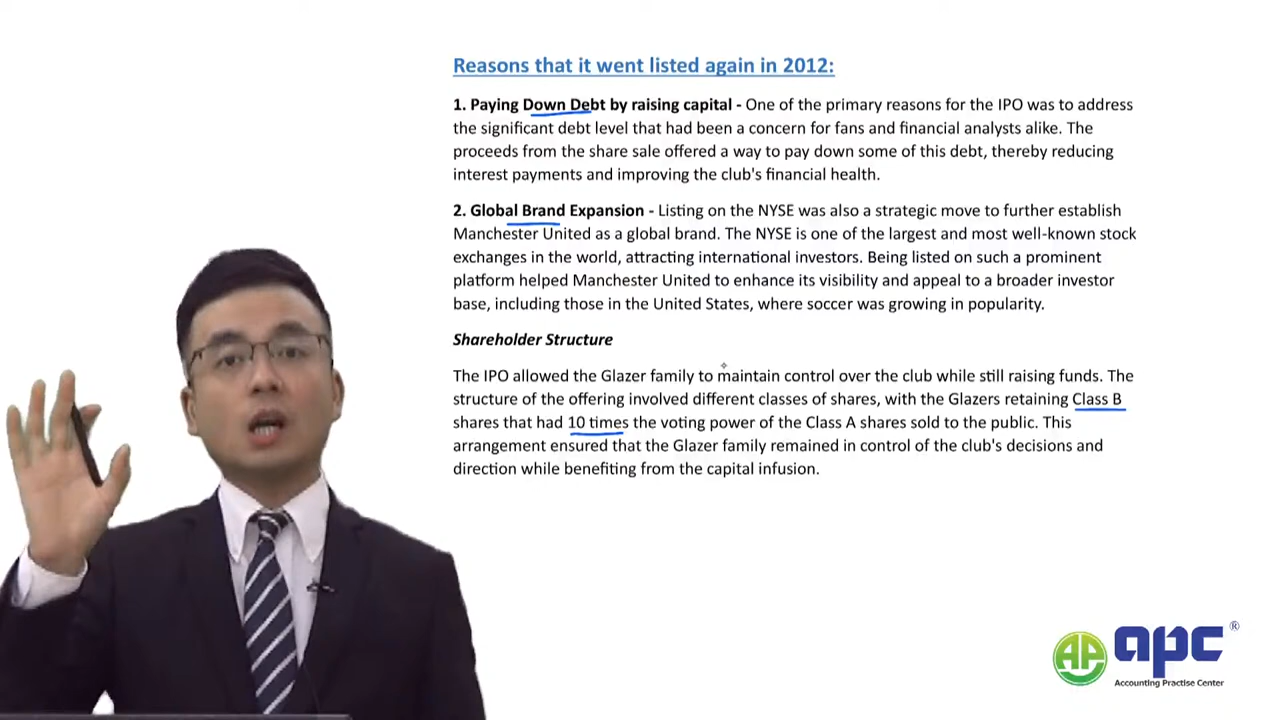 Reasons that it went listed again in 2012:
1. Paying Down Debt by raising capital - One of the primary reasons for the IPO was to address
the significant debt level that had been a concern for fans and financial analysts alike. The
proceeds from the share sale offered a way to pay down some of this debt, thereby reducing
interest payments and improving the club's financial health.
2. Global Brand Expansion - Listing on the NYSE was also a strategic move to further establish
Manchester United as a global brand. The NYSE is one of the largest and most well-known stock
exchanges in the world, attracting international investors. Being listed on such a prominent
platform helped Manchester United to enhance its visibility and appeal to a broader investor
base, including those in the United States, where soccer was growing in popularity.
Shareholder Structure
The IPO allowed the Glazer family to maintain control over the club while still raising funds. The
structure of the offering involved different classes of shares, with the Glazers retaining Class B
shares that had 10 times the voting power of the Class A shares sold to the public. This
arrangement ensured that the Glazer family remained in control of the club's decisions and
direction while benefiting from the capital infusion.
AP apc ®
Accounting Practise Center